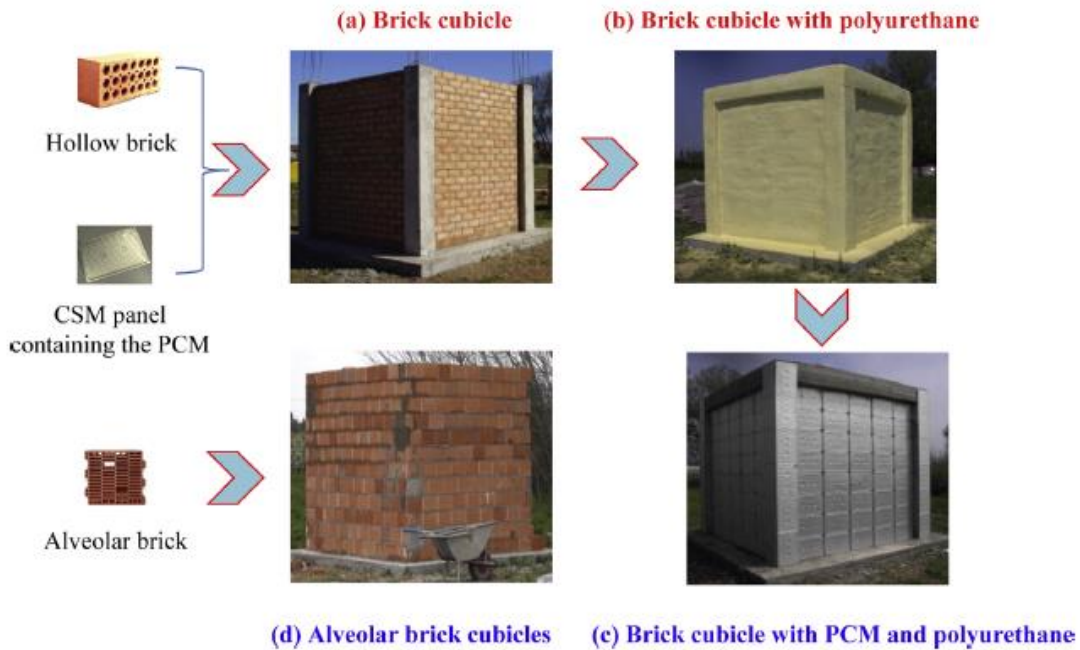 (a) Brick cubicle
(b) Brick cubicle with polyurethane
Hollow brick
CSM panel
containing the PCM
Alveolar brick
(d) Alveolar brick cubicles
(c) Brick cubicle with PCM and polyurethane